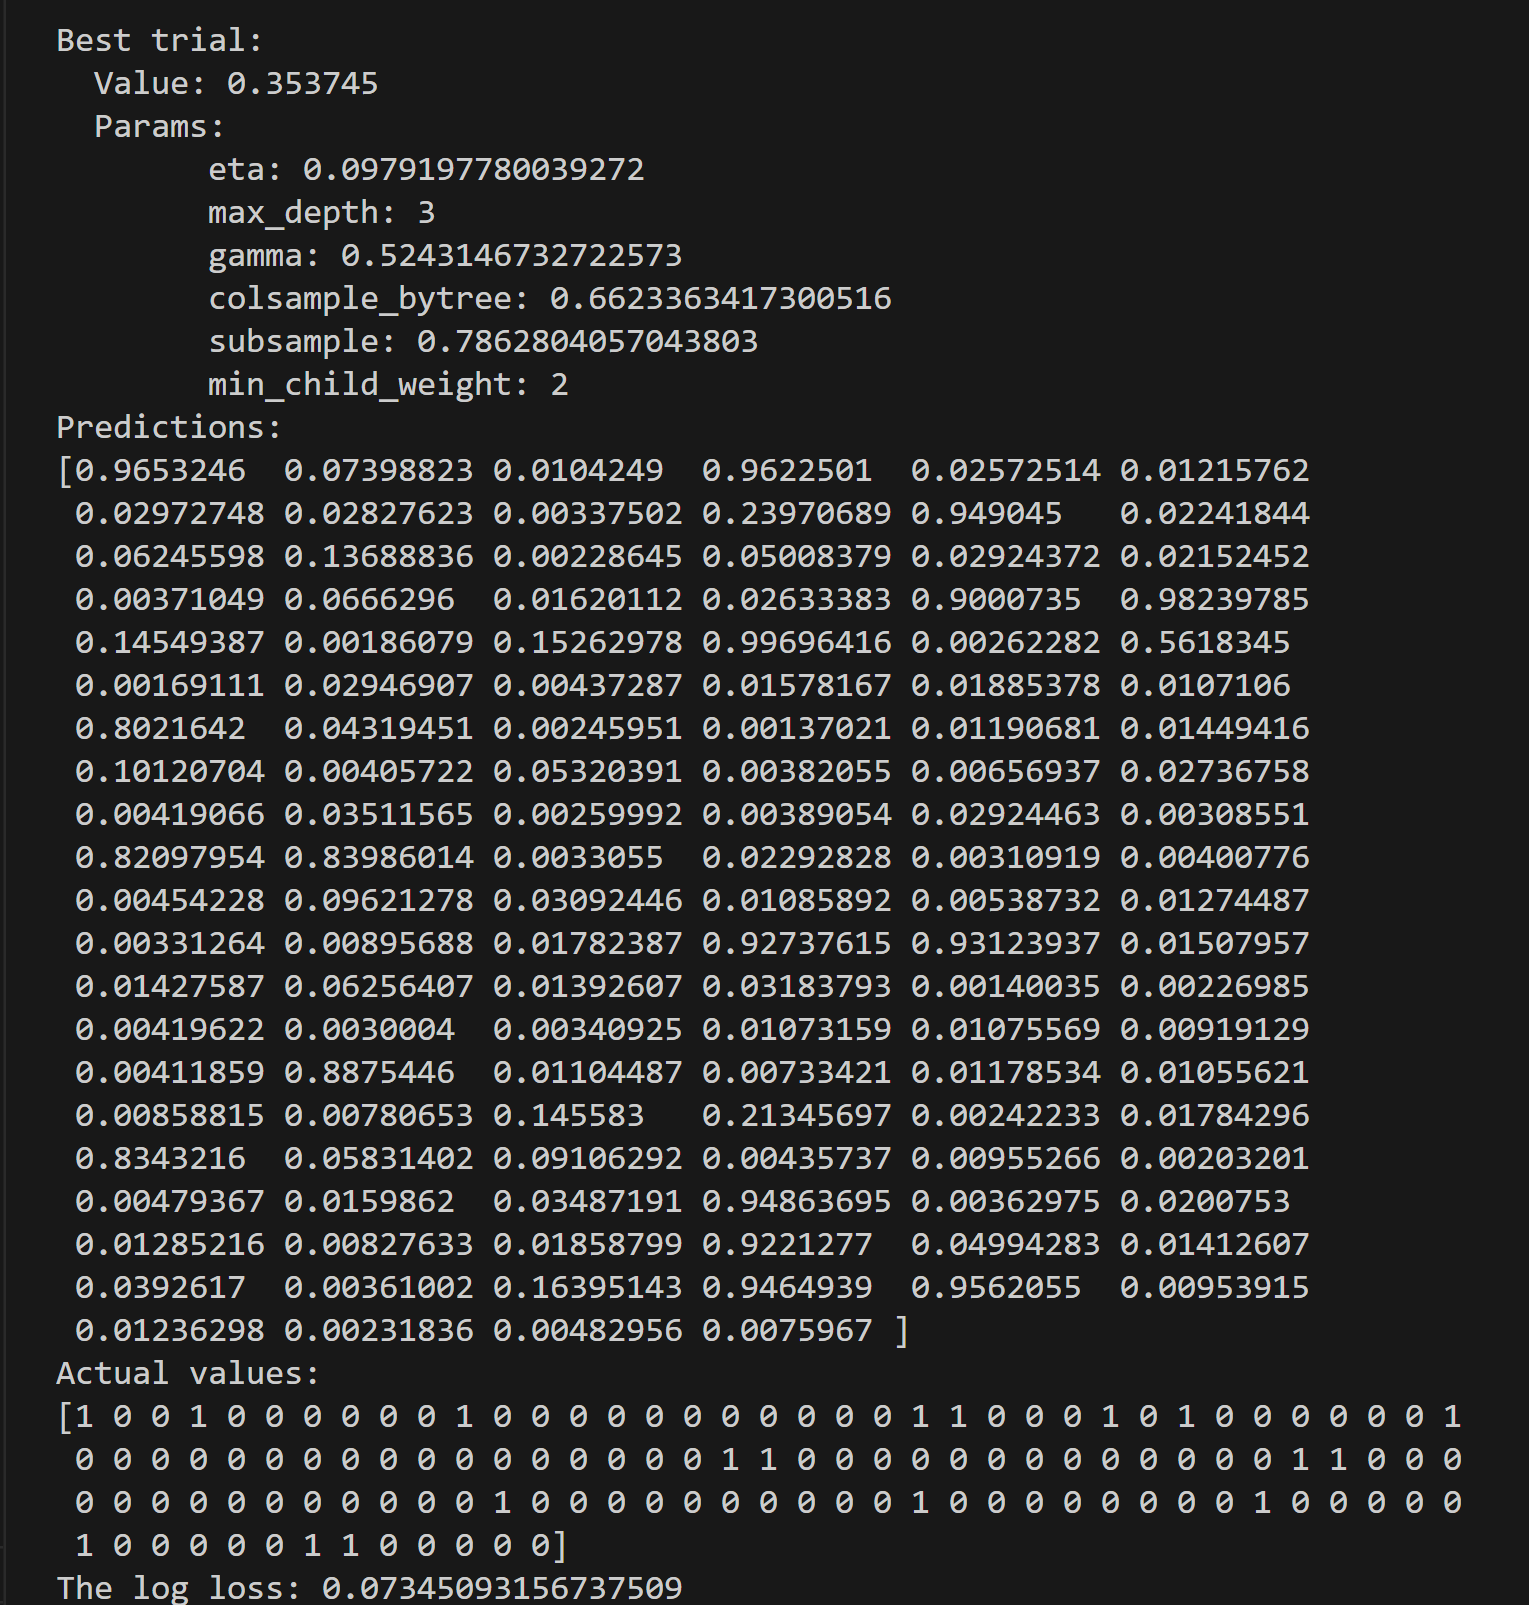 Best trial:
Value: 0.353745
Params:
eta: 0.0979197780039272
max_depth: 3
gamma: 0.5243146732722573
colsample_bytree: 0.6623363417300516
subsample: 0.7862804057043803
min_child_weight: 2
Predictions:
[0.9653246 0.07398823 0.0104249 0.9622501 0.02572514 0.01215762
0.02972748 0.02827623 0.00337502 0.23970689 0.949045 0.02241844
0.06245598 0.13688836 0.00228645 0.05008379 0.02924372 0.02152452
0.00371049 0.0666296 0.01620112 0.02633383 0.9000735 0.98239785
0.14549387 0.00186079 0.15262978 0.99696416 0.00262282 0.5618345
0.00169111 0.02946907 0.00437287 0.01578167 0.01885378 0.0107106
0.8021642 0.04319451 0.00245951 0.00137021 0.01190681 0.01449416
0.10120704 0.00405722 0.05320391 0.00382055 0.00656937 0.02736758
0.00419066 0.03511565 0.00259992 0.00389054 0.02924463 0.00308551
0.82097954 0.83986014 0.0033055 0.02292828 0.00310919 0.00400776
0.00454228 0.09621278 0.03092446 0.01085892 0.00538732 0.01274487
0.00331264 0.00895688 0.01782387 0.92737615 0.93123937 0.01507957
0.01427587 0.06256407 0.01392607 0.03183793 0.00140035 0.00226985
0.00419622 0.0030004 0.00340925 0.01073159 0.01075569 0.00919129
0.00411859 0.8875446 0.01104487 0.00733421 0.01178534 0.01055621
0.00858815 0.00780653 0.145583 0.21345697 0.00242233 0.01784296
0.8343216 0.05831402 0.09106292 0.00435737 0.00955266 0.00203201
0.00479367 0.0159862 0.03487191 0.94863695 0.00362975 0.0200753
0.01285216 0.00827633 0.01858799 0.9221277 0.04994283 0.01412607
0.0392617 0.00361002 0.16395143 0.9464939 0.9562055 0.00953915
0.01236298 0.00231836 0.00482956 0.0075967 ]
Actual values:
[1 0 0 1 0 0 0 0 0 0 1 0 0 0 0 0 0 0 0 0 0 0 1 1 0 0 0 1 0 1 0 0 0 0 0 0 1
0 0 0 0 0 0 0 0 0 0 0 0 0 0 0 0 0 1 1 0 0 0 0 0 0 0 0 0 0 0 0 0 1 1 0 0 0
0 0 0 0 0 0 0 0 0 0 0 1 0 0 0 0 0 0 0 0 0 0 1 0 0 0 0 0 0 0 0 1 0 0 0 0 0
1 0 0 0 0 0 1 1 0 0 0 0 0]
The log loss: 0.07345093156737509